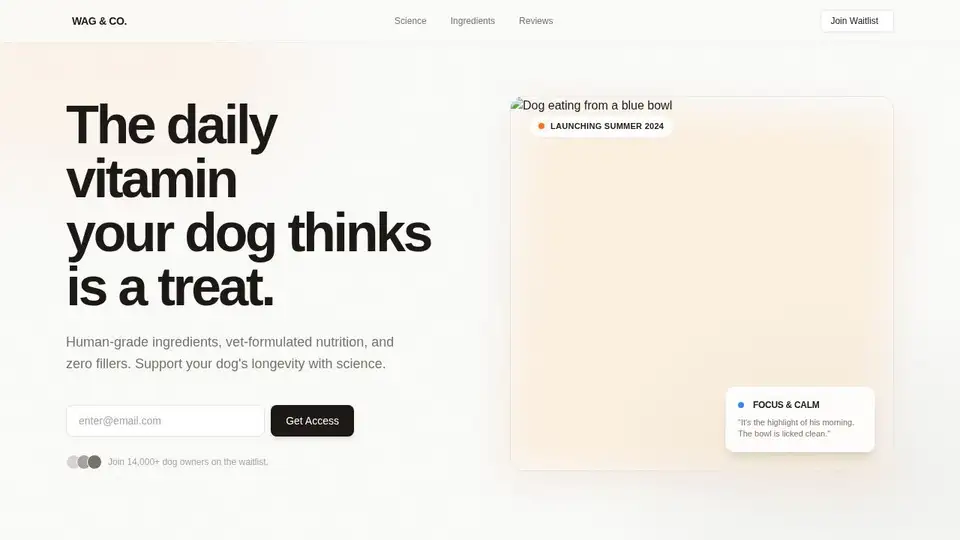 WAG & CO.
Science
Ingredients
Reviews
Join Waitlist
The daily
vitamin
your dog thinks
is a treat.
Human-grade ingredients, vet-formulated nutrition, and
zero fillers. Support your dog's longevity with science.
enter@email.com
Get Access
Join 14,000+ dog owners on the waitlist.
Dog eating from a blue bowl
LAUNCHING SUMMER 2024
FOCUS & CALM
"It's the highlight of his morning.
The bowl is licked clean."